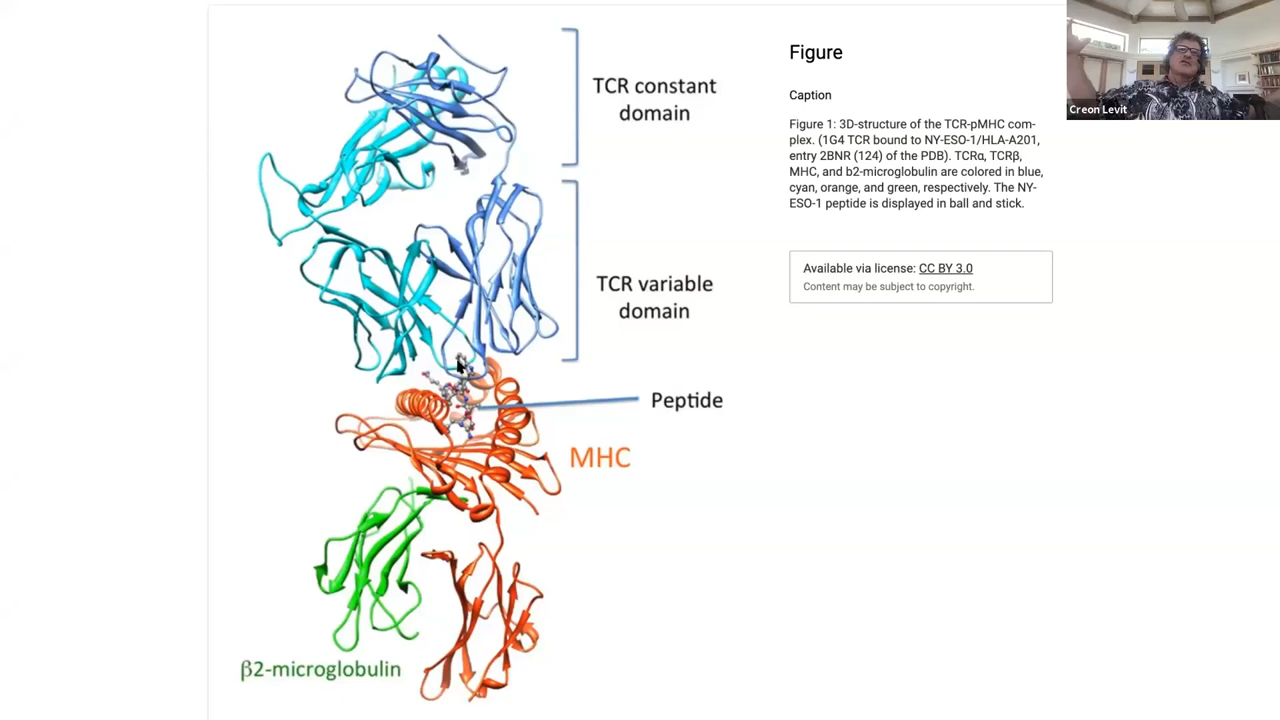 TCR constant
domain
TCR variable
domain
Peptide
MHC
β2-microglobulin
Figure
Caption
Figure 1: 3D-structure of the TCR-pMHC com-
plex. (1G4 TCR bound to NY-ESO-1/HLA-A201,
entry 2BNR (124) of the PDB). TCRα, TCRβ,
MHC, and b2-microglobulin are colored in blue,
cyan, orange, and green, respectively. The NY-
ESO-1 peptide is displayed in ball and stick.
Available via license: CC BY 3.0
Content may be subject to copyright.
Creon Levit